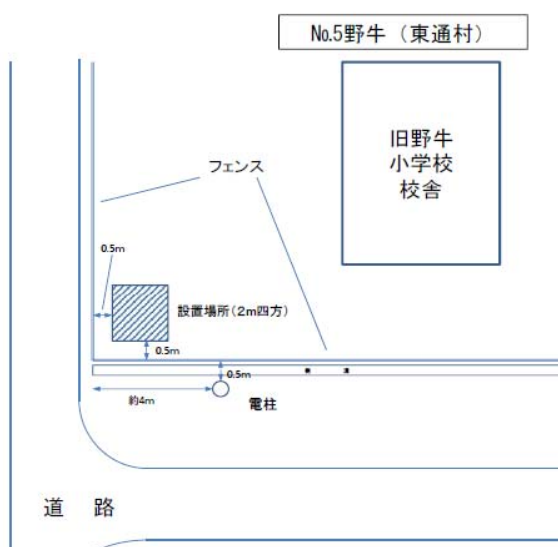 No.5野牛（東通村）
旧野牛
小学校
校舎
フェンス
0.5m
設置場所（2m四方）
0.5m
0.5m
約4m
電柱
道　路